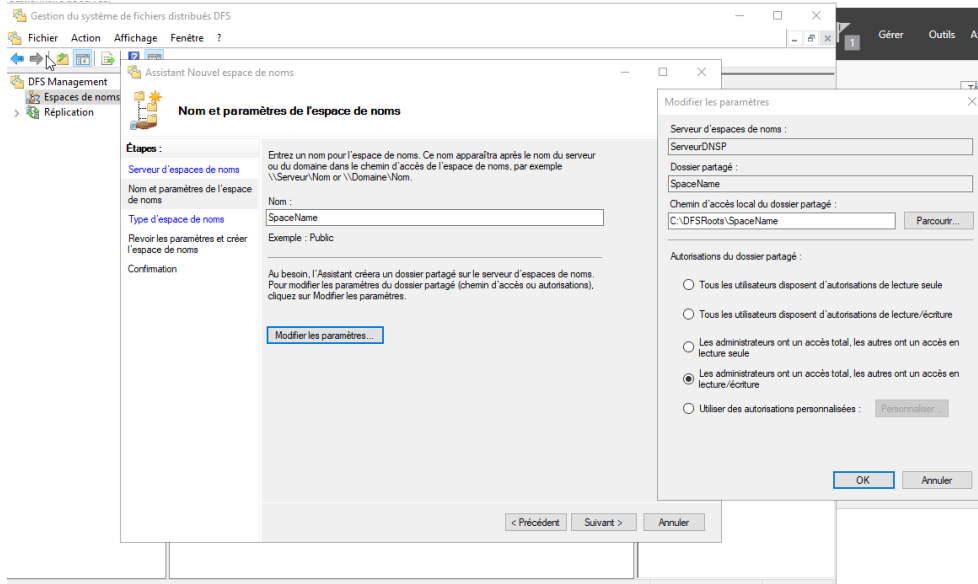 Gestion du système de fichiers distribués DFS
Fichier Action Affichage Fenêtre ?
DFS Management
Espaces de noms
Réplication
Assistant Nouvel espace de noms
Nom et paramètres de l'espace de noms
Étapes :
Serveur d'espaces de noms
Nom et paramètres de l'espace
de noms
Type d'espace de noms
Revoir les paramètres et créer
l'espace de noms
Confirmation
Entrez un nom pour l'espace de noms. Ce nom apparaîtra après le nom du serveur
ou du domaine dans le chemin d'accès de l'espace de noms, par exemple
\\Serveur\Nom or \\Domaine\Nom.
Nom :
SpaceName
Exemple : Public
Au besoin, l'Assistant créera un dossier partagé sur le serveur d'espaces de noms.
Pour modifier les paramètres du dossier partagé (chemin d'accès ou autorisations),
cliquez sur Modifier les paramètres.
Modifier les paramètres...
< Précédent Suivant > Annuler
1 Gérer Outils
Modifier les paramètres
Serveur d'espaces de noms :
ServeurDNSP
Dossier partagé :
SpaceName
Chemin d'accès local du dossier partagé :
C:\DFSRoots\SpaceName Parcourir...
Autorisations du dossier partagé :
Tous les utilisateurs disposent d'autorisations de lecture seule
Tous les utilisateurs disposent d'autorisations de lecture/écriture
Les administrateurs ont un accès total, les autres ont un accès en
lecture seule
Les administrateurs ont un accès total, les autres ont un accès en
lecture/écriture
Utiliser des autorisations personnalisées : Personnaliser...
OK Annuler